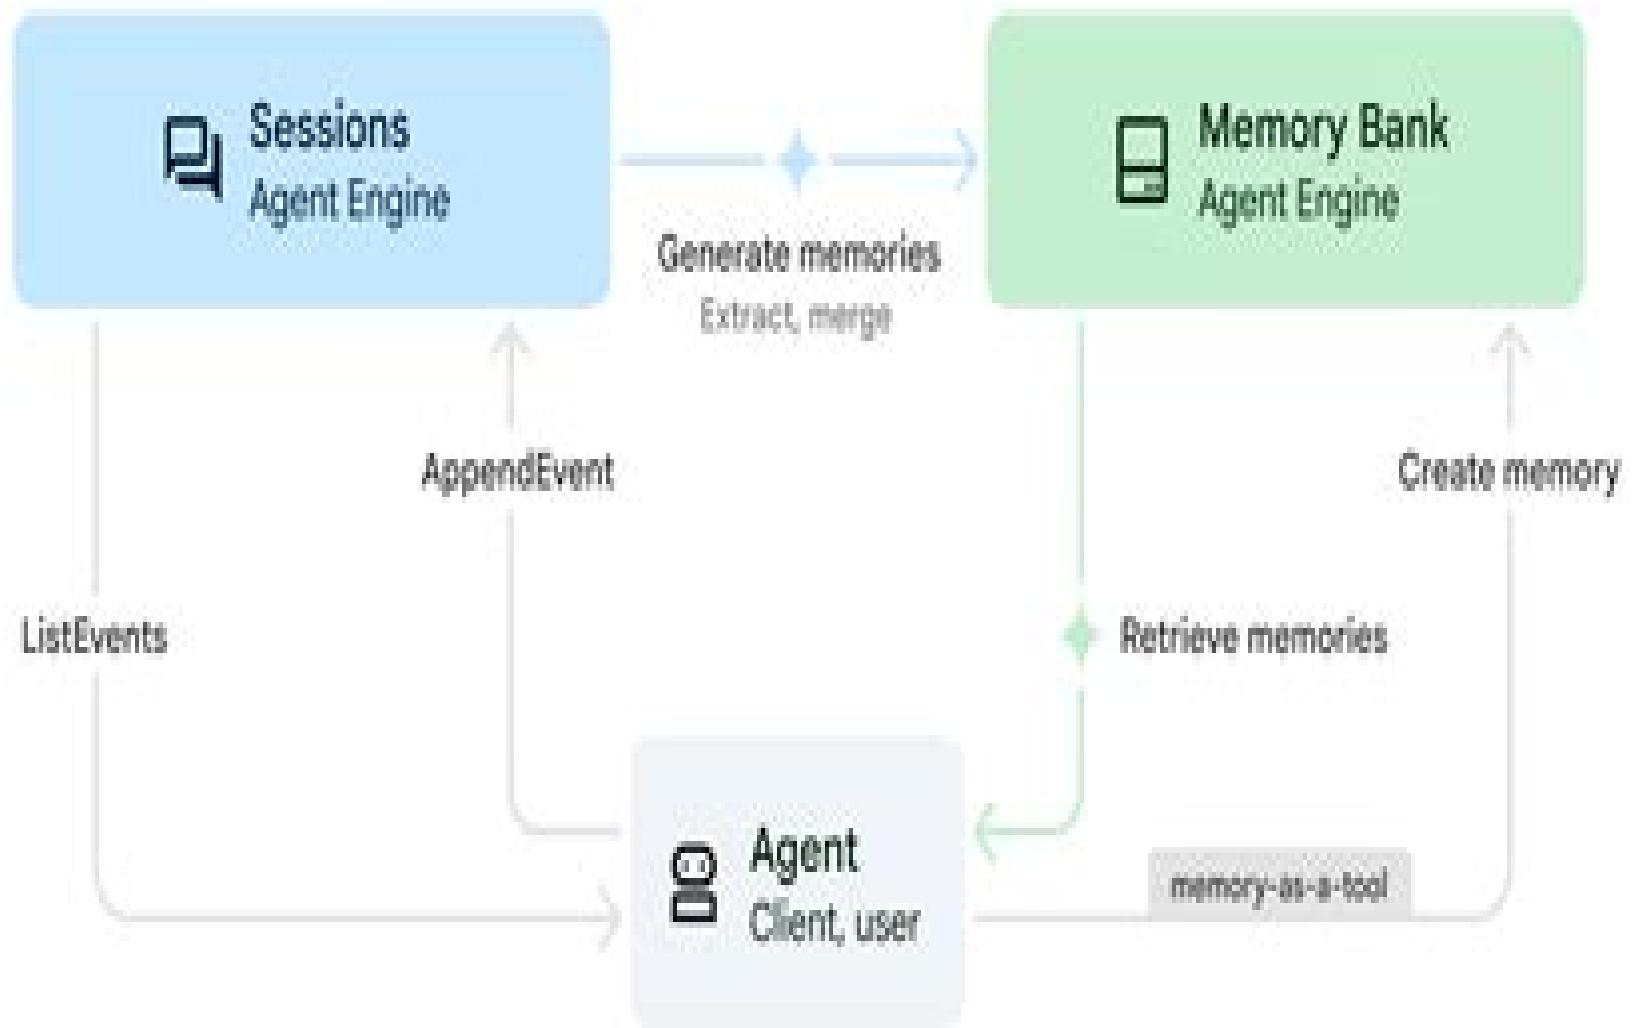 Sessions
Agent Engine
Memory Bank
Agent Engine
Generate memories
Extract, merge
AppendEvent
Create memory
ListEvents
Retrieve memories
Agent
Client, user
memory-as-a-tool